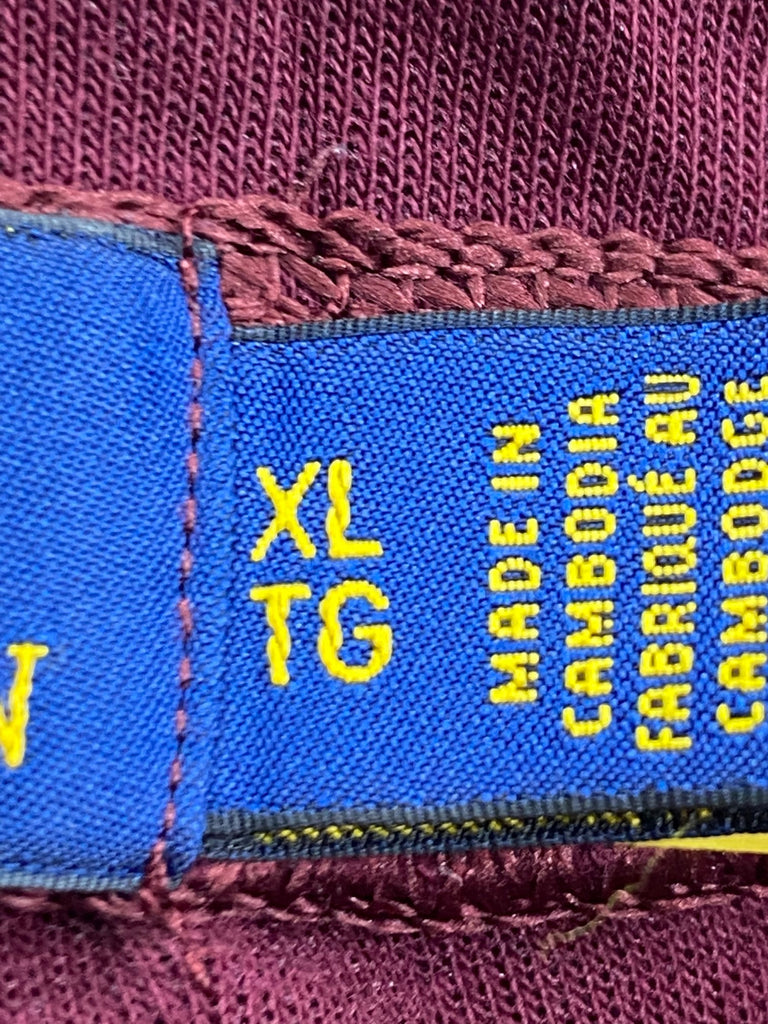 XL
TG
MADE IN
CAMBODIA
FABRIQUÉ AU
CAMBODGE